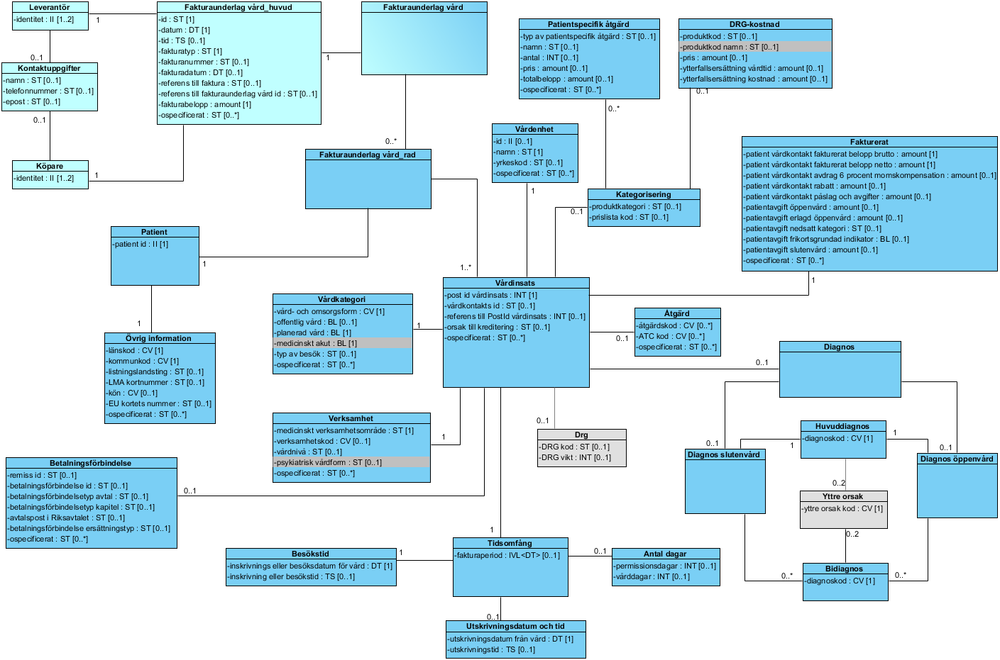 Leverantör
-identitet : II [1..2]
1
0..1
Kontaktuppgifter
-namn : ST [0..1]
-telefonnummer : ST [0..1]
-epost : ST [0..1]
0..1
Köpare
-identitet : II [1..2]
1
Fakturaunderlag vård_huvud
-id : ST [1]
-datum : DT [1]
-tid : TS [0..1]
-fakturatyp : ST [1]
-fakturanummer : ST [0..1]
-fakturadatum : DT [0..1]
-referens till faktura : ST [0..1]
-referens till fakturaunderlag vård id : ST [0..1]
-fakturabelopp : amount [1]
-ospecificerat : ST [0..*]
1
Fakturaunderlag vård
0..*
Fakturaunderlag vård_rad
1..*
Patient
-patient id : II [1]
1
1
Övrig information
-länskod : CV [1]
-kommunkod : CV [1]
-listningslandsting : ST [0..1]
-LMA kortnummer : ST [0..1]
-kön : CV [0..1]
-EU kortets nummer : ST [0..1]
-ospecificerat : ST [0..*]
Patientspecifik åtgärd
-typ av patientspecifik åtgärd : ST [0..1]
-namn : ST [0..1]
-antal : INT [0..1]
-pris : amount [0..1]
-totalbelopp : amount [0..1]
-ospecificerat : ST [0..*]
0..*
DRG-kostnad
-produktkod : ST [0..1]
-produktkod namn : ST [0..1]
-pris : amount [0..1]
-ytterfallsersättning vårdtid : amount [0..1]
-ytterfallsersättning kostnad : amount [0..1]
0..1
Vårdenhet
-id : II [0..1]
-namn : ST [1]
-yrkeskod : ST [0..1]
-ospecificerat : ST [0..*]
1
Kategorisering
-produktkategori : ST [0..1]
-prislista kod : ST [0..1]
0..1
Fakturerat
-patient vårdkontakt fakturerat belopp brutto : amount [1]
-patient vårdkontakt fakturerat belopp netto : amount [1]
-patient vårdkontakt avdrag 6 procent momskompensation : amount [0..1]
-patient vårdkontakt rabatt : amount [0..1]
-patient vårdkontakt påslag och avgifter : amount [0..1]
-patientavgift öppenvård : amount [0..1]
-patientavgift erlagd öppenvård : amount [0..1]
-patientavgift nedsatt kategori : ST [0..1]
-patientavgift frikortsgrundad indikator : BL [0..1]
-patientavgift slutenvård : amount [0..1]
-ospecificerat : ST [0..*]
1
Vårdinsats
-post id vårdinsats : INT [1]
-vårdkontakts id : ST [0..1]
-referens till PostId vårdinsats : INT [0..1]
-orsak till kreditering : ST [0..1]
-ospecificerat : ST [0..*]
Vårdkategori
-vård- och omsorgsform : CV [1]
-offentlig vård : BL [0..1]
-planerad vård : BL [1]
-medicinskt akut : BL [1]
-typ av besök : ST [0..1]
-ospecificerat : ST [0..*]
1
Åtgärd
-åtgärdskod : CV [0..*]
-ATC kod : CV [0..*]
-ospecificerat : ST [0..*]
0..1
Diagnos
0..1
Verksamhet
-medicinskt verksamhetsområde : ST [1]
-verksamhetskod : CV [0..1]
-vårdnivå : ST [0..1]
-psykiatrisk vårdform : ST [0..1]
-ospecificerat : ST [0..*]
1
0..1
Drg
-DRG kod : ST [0..1]
-DRG vikt : INT [0..1]
0..1
Diagnos slutenvård
Huvuddiagnos
-diagnoskod : CV [1]
1
1
0..1
Diagnos öppenvård
0..2
Yttre orsak
-yttre orsak kod : CV [1]
0..2
0..*
Bidiagnos
-diagnoskod : CV [1]
0..*
Betalningsförbindelse
-remiss id : ST [0..1]
-betalningsförbindelse id : ST [0..1]
-betalningsförbindelsetyp avtal : ST [0..1]
-betalningsförbindelsetyp kapitel : ST [0..1]
-avtalspost i Riksavtalet : ST [0..1]
-betalningsförbindelse ersättningstyp : ST [0..1]
-ospecificerat : ST [0..*]
0..1
1
Tidsomfång
-fakturaperiod : IVL<DT> [0..1]
Besökstid
-inskrivnings eller besöksdatum för vård : DT [1]
-inskrivning eller besökstid : TS [0..1]
1
0..1
Antal dagar
-permissionsdagar : INT [0..1]
-vårddagar : INT [0..1]
0..1
Utskrivningsdatum och tid
-utskrivningsdatum från vård : DT [1]
-utskrivningstid : TS [0..1]